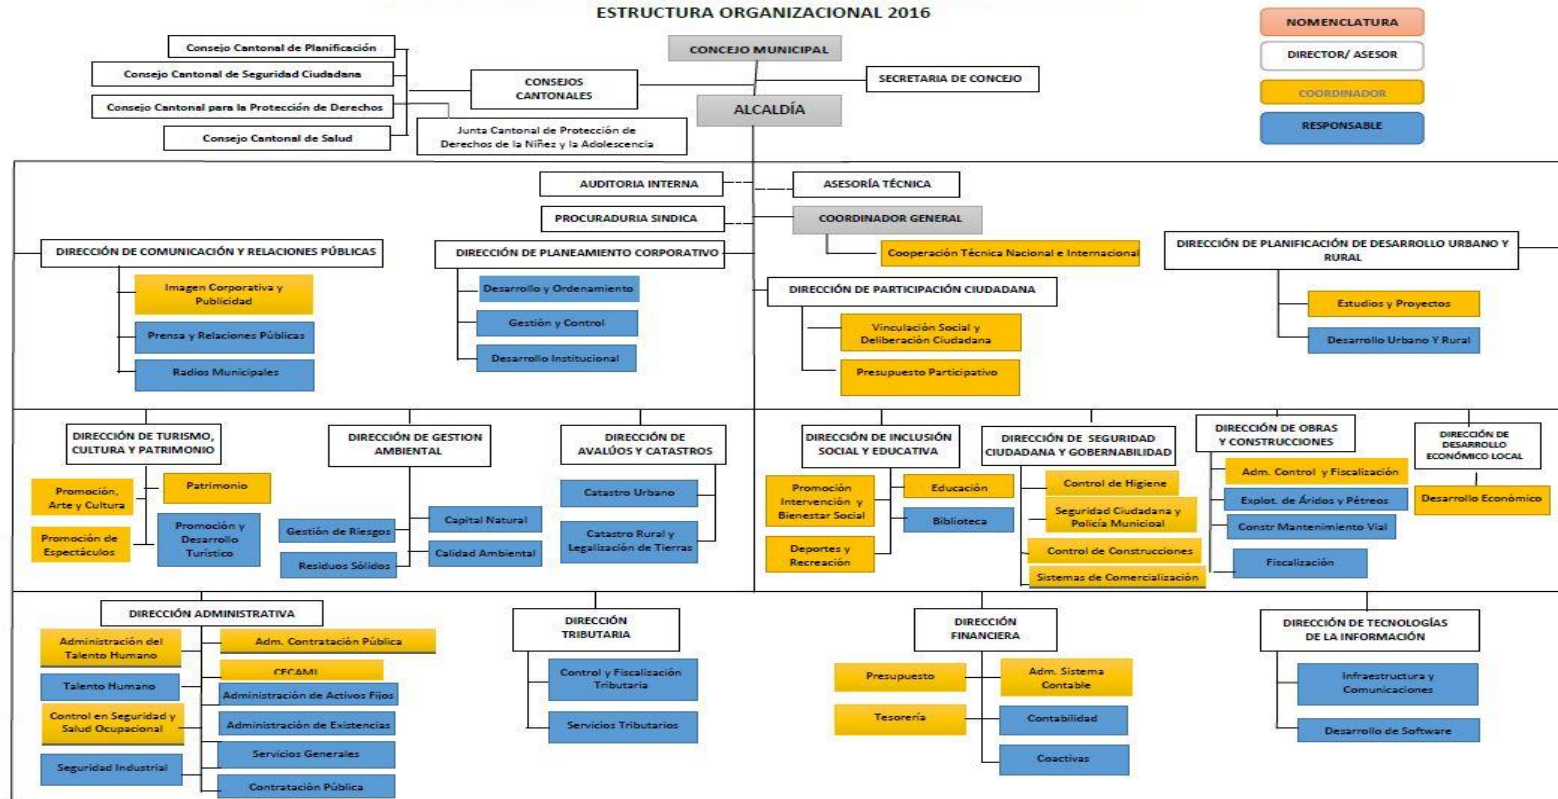 ESTRUCTURA ORGANIZACIONAL 2016
NOMENCLATURA
DIRECTOR/ ASESOR
COORDINADOR
RESPONSABLE
CONCEJO MUNICIPAL
SECRETARIA DE CONCEJO
ALCALDÍA
CONSEJOS
CANTONALES
Consejo Cantonal de Planificación
Consejo Cantonal de Seguridad Ciudadana
Consejo Cantonal para la Protección de Derechos
Consejo Cantonal de Salud
Junta Cantonal de Protección de
Derechos de la Niñez y la Adolescencia
AUDITORIA INTERNA
ASESORÍA TÉCNICA
PROCURADURIA SINDICA
COORDINADOR GENERAL
Cooperación Técnica Nacional e Internacional
DIRECCIÓN DE COMUNICACIÓN Y RELACIONES PÚBLICAS
Imagen Corporativa y
Publicidad
Prensa y Relaciones Públicas
Radios Municipales
DIRECCIÓN DE PLANEAMIENTO CORPORATIVO
Desarrollo y Ordenamiento
Gestión y Control
Desarrollo Institucional
DIRECCIÓN DE PARTICIPACIÓN CIUDADANA
Vinculación Social y
Deliberación Ciudadana
Presupuesto Participativo
DIRECCIÓN DE PLANIFICACIÓN DE DESARROLLO URBANO Y
RURAL
Estudios y Proyectos
Desarrollo Urbano Y Rural
DIRECCIÓN DE TURISMO,
CULTURA Y PATRIMONIO
Promoción,
Arte y Cultura
Patrimonio
Promoción de
Espectáculos
Promoción y
Desarrollo
Turístico
DIRECCIÓN DE GESTION
AMBIENTAL
Gestión de Riesgos
Capital Natural
Residuos Sólidos
Calidad Ambiental
DIRECCIÓN DE
AVALÚOS Y CATASTROS
Catastro Urbano
Catastro Rural y
Legalización de Tierras
DIRECCIÓN DE INCLUSIÓN
SOCIAL Y EDUCATIVA
Promoción
Intervención y
Bienestar Social
Educación
Biblioteca
Deportes y
Recreación
DIRECCIÓN DE SEGURIDAD
CIUDADANA Y GOBERNABILIDAD
Control de Higiene
Seguridad Ciudadana y
Policía Municipal
Control de Construcciones
Sistemas de Comercialización
DIRECCIÓN DE OBRAS
Y CONSTRUCCIONES
Adm. Control y Fiscalización
Explot. de Áridos y Pétreos
Constr Mantenimiento Vial
Fiscalización
DIRECCIÓN DE
DESARROLLO
ECONÓMICO LOCAL
Desarrollo Económico
DIRECCIÓN ADMINISTRATIVA
Administración del
Talento Humano
Talento Humano
Control en Seguridad y
Salud Ocupacional
Seguridad Industrial
Adm. Contratación Pública
CECAMI
Administración de Activos Fijos
Administración de Existencias
Servicios Generales
Contratación Pública
DIRECCIÓN
TRIBUTARIA
Control y Fiscalización
Tributaria
Servicios Tributarios
DIRECCIÓN
FINANCIERA
Presupuesto
Adm. Sistema
Contable
Tesorería
Contabilidad
Coactivas
DIRECCIÓN DE TECNOLOGÍAS
DE LA INFORMACIÓN
Infraestructura y
Comunicaciones
Desarrollo de Software